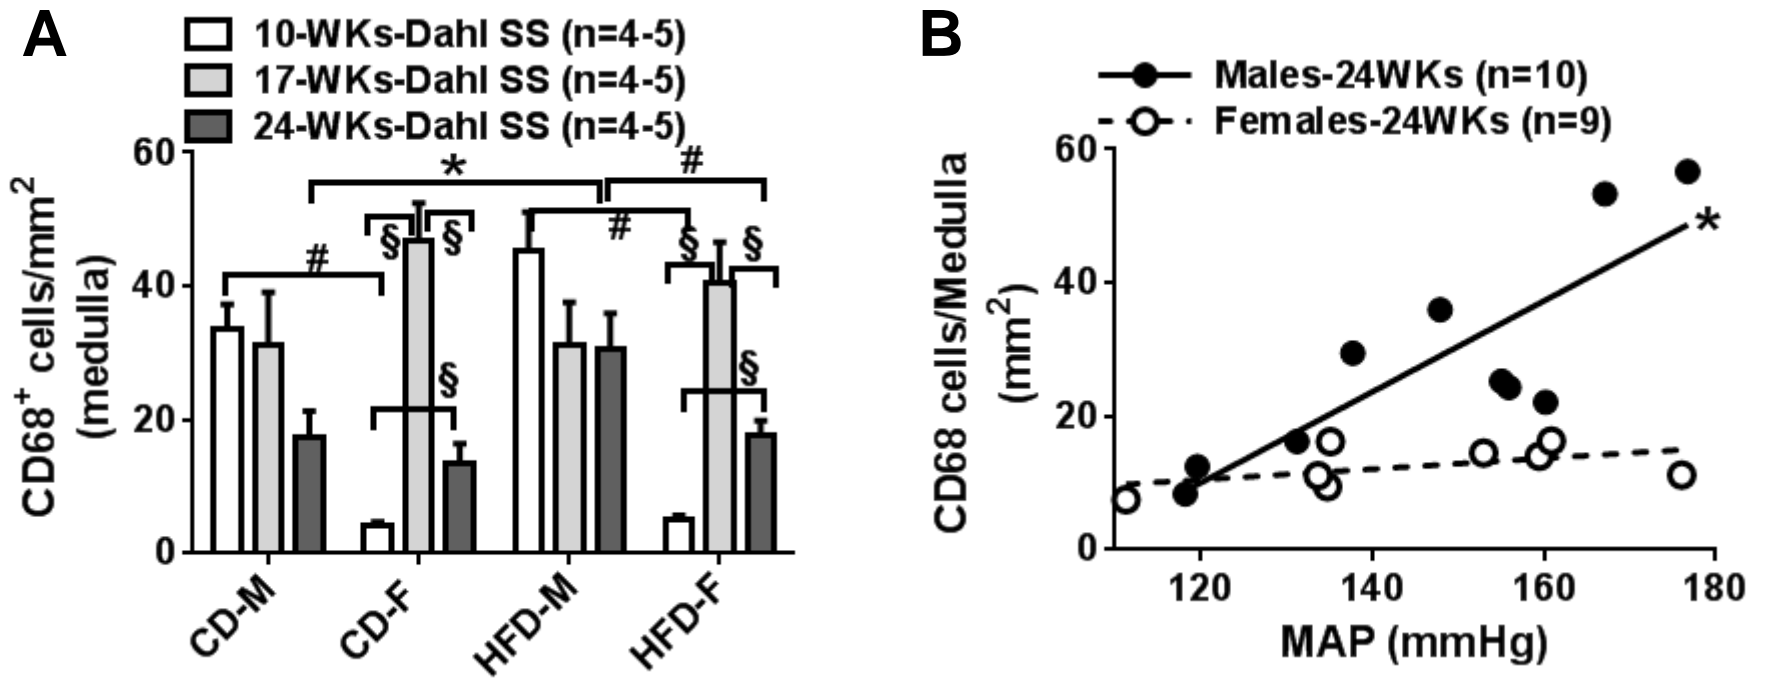 A
10-WKs-Dahl SS (n=4-5)
17-WKs-Dahl SS (n=4-5)
24-WKs-Dahl SS (n=4-5)
CD68+ cells/mm2
(medulla)
60
40
20
0
*
#
#
#
§
§
§
§
§
§
CD-M
CD-F
HFD-M
HFD-F
B
Males-24WKs (n=10)
Females-24WKs (n=9)
CD68 cells/Medulla
(mm2)
60
40
20
0
*
120
140
160
180
MAP (mmHg)